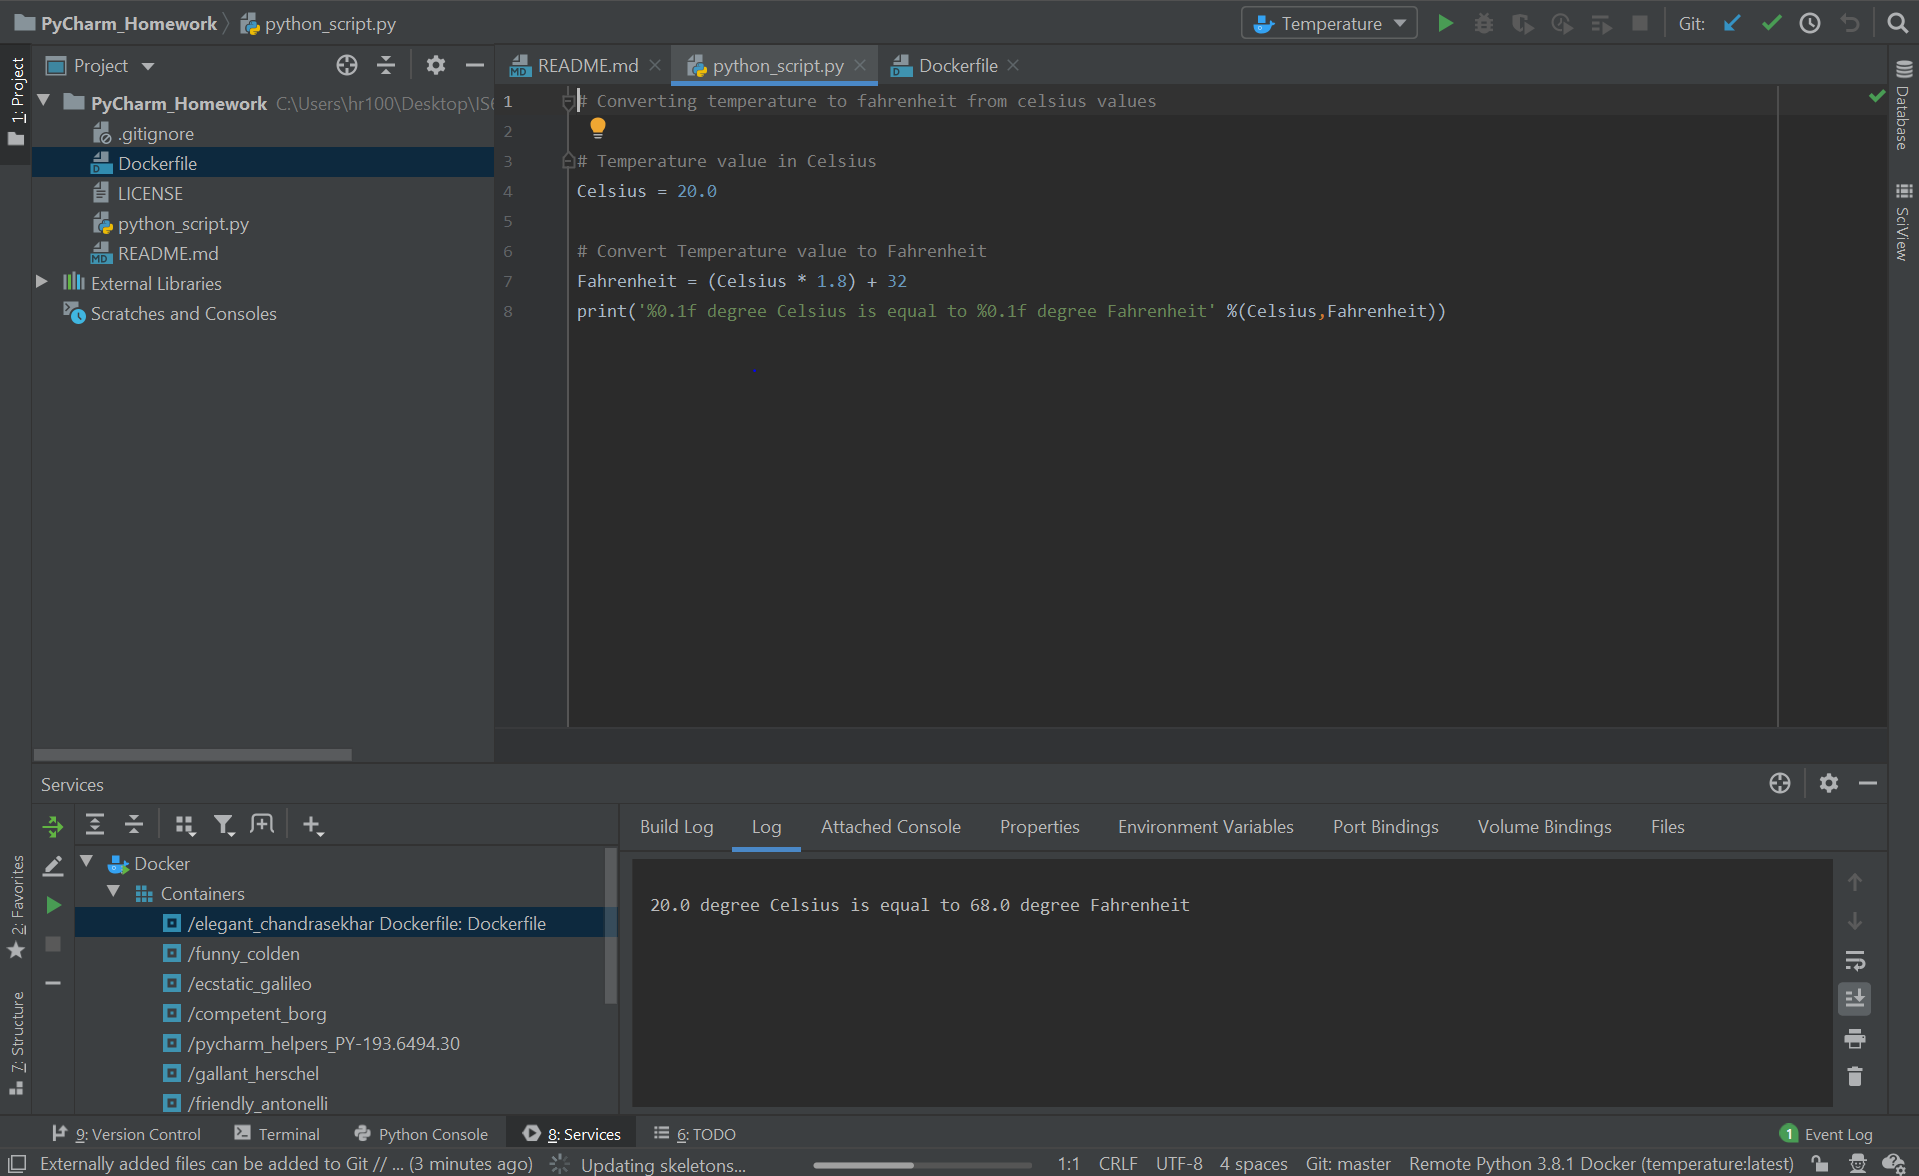 PyCharm_Homework python_script.py Temperature Git:
1: Project
Project
README.md python_script.py Dockerfile
PyCharm_Homework C:\Users\hr100\Desktop\IS6
.gitignore
Dockerfile
LICENSE
python_script.py
README.md
External Libraries
Scratches and Consoles
1 # Converting temperature to fahrenheit from celsius values
2
3 # Temperature value in Celsius
4 Celsius = 20.0
5
6 # Convert Temperature value to Fahrenheit
7 Fahrenheit = (Celsius * 1.8) + 32
8 print('%0.1f degree Celsius is equal to %0.1f degree Fahrenheit' %(Celsius,Fahrenheit))
Database
SciView
Services
2: Favorites
7: Structure
Docker
Containers
/elegant_chandrasekhar Dockerfile: Dockerfile
/funny_colden
/ecstatic_galileo
/competent_borg
/pycharm_helpers_PY-193.6494.30
/gallant_herschel
/friendly_antonelli
Build Log Log Attached Console Properties Environment Variables Port Bindings Volume Bindings Files
20.0 degree Celsius is equal to 68.0 degree Fahrenheit
9: Version Control Terminal Python Console 8: Services 6: TODO 1 Event Log
Externally added files can be added to Git // ... (3 minutes ago) Updating skeletons... 1:1 CRLF UTF-8 4 spaces Git: master Remote Python 3.8.1 Docker (temperature:latest)